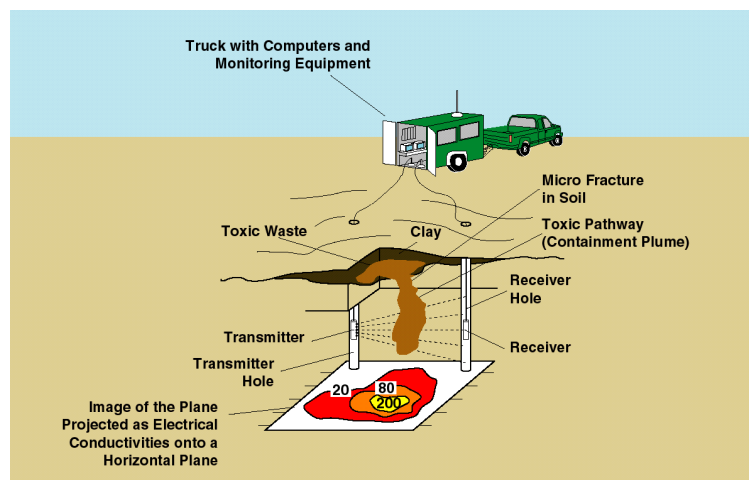 Truck with Computers and
Monitoring Equipment
Micro Fracture
in Soil
Toxic Waste
Clay
Toxic Pathway
(Containment Plume)
Receiver
Hole
Transmitter
Receiver
Transmitter
Hole
20
80
200
Image of the Plane
Projected as Electrical
Conductivities onto a
Horizontal Plane